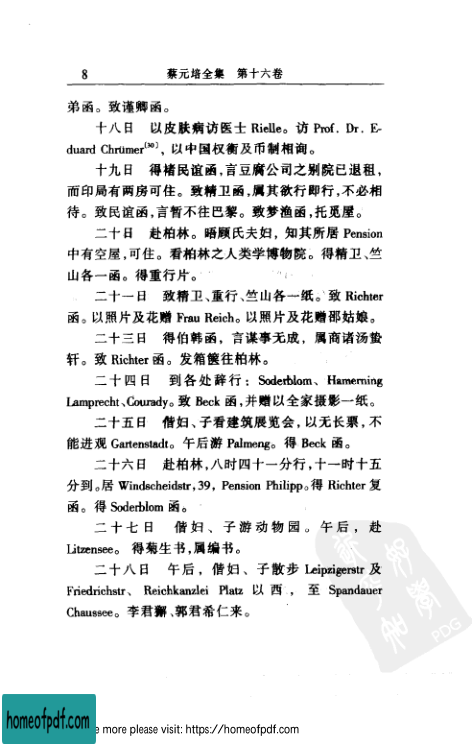 8 蔡元培全集 第十六卷
弟函。致谨卿函。
十八日 以皮肤病访医士 Rielle。访 Prof. Dr. E-
duard Chrümer[30]、以中国权衡及币制相询。
十九日 得褚民谊函,言豆腐公司之别院已退租,
而印局有两房可住。致精卫函,属其欲行即行,不必相
待。致民谊函,言暂不往巴黎。致梦渔函,托觅屋。
二十日 赴柏林。晤顾氏夫妇，知其所居 Pension
中有空屋,可住。看柏林之人类学博物院。得精卫、竺
山各一函。得重行片。
二十一日 致精卫、重行、竺山各一纸。致 Richter
函。以照片及花赠 Frau Reich。以照片及花赠邵姑娘。
二十三日 得伯韩函，言谋事无成，属商诸汤蛰
轩。致 Richter 函。发箱箧往柏林。
二十四日 到各处辞行：Soderblom、Hamerning
Lamprecht、Courady。致 Beck 函,并赠以全家摄影一纸。
二十五日 偕妇、子看建筑展览会,以无长票,不
能进观 Gartenstadt。午后游 Palmeng。得 Beck 函。
二十六日 赴柏林,八时四十一分行,十一时十五
分到。居 Windscheidstr,39，Pension Philipp。得 Richter 复
函。得 Soderblom 函。
二十七日 偕妇、子游动物园。午后，赴
Litzensee。得菊生书,属编书。
二十八日 午后，偕妇、子散步 Leipzigerstr 及
Friedrichstr、Reichkanzlei Platz 以西，至 Spandauer
Chaussee。李君獬、郭君希仁来。
homeofpdf.com
e more please visit: https://homeofpdf.com
PDG